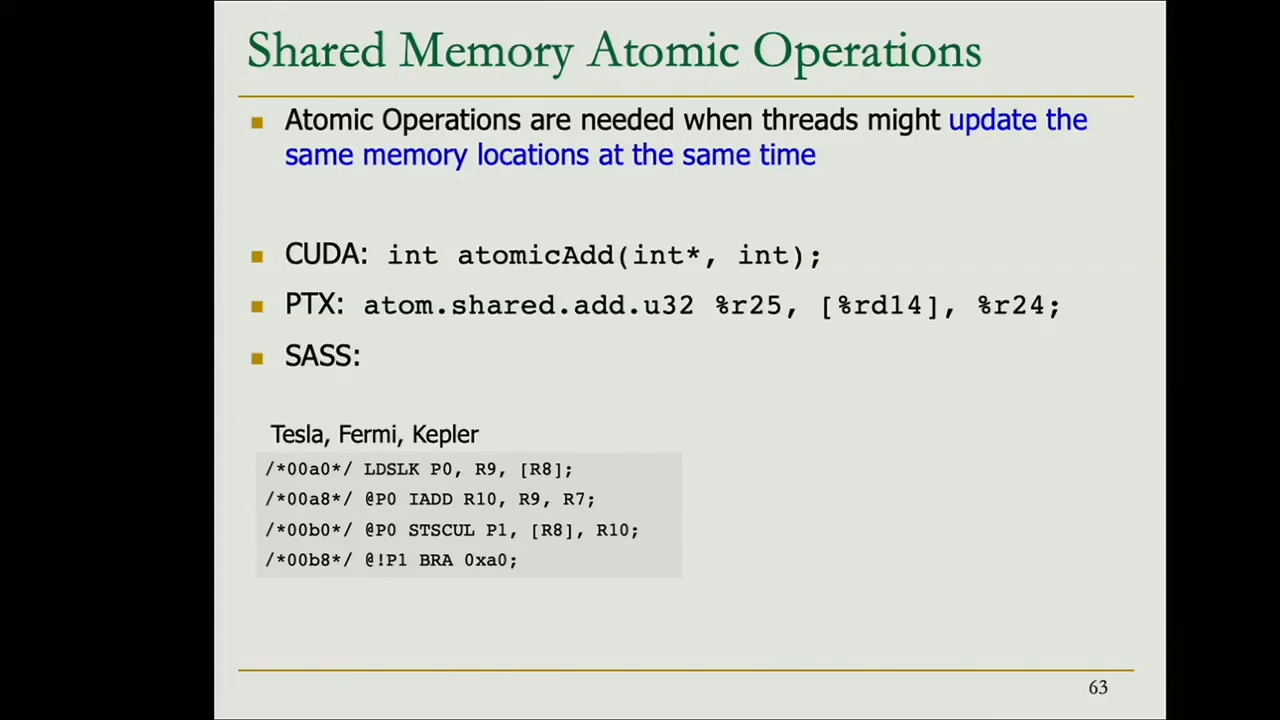 Shared Memory Atomic Operations
Atomic Operations are needed when threads might update the
same memory locations at the same time
CUDA: int atomicAdd(int*, int);
PTX: atom.shared.add.u32 %r25, [%rd14], %r24;
SASS:
Tesla, Fermi, Kepler
/*00a0*/ LDSLK P0, R9, [R8];
/*00a8*/ @P0 IADD R10, R9, R7;
/*00b0*/ @P0 STSCUL P1, [R8], R10;
/*00b8*/ @!P1 BRA 0xa0;
63